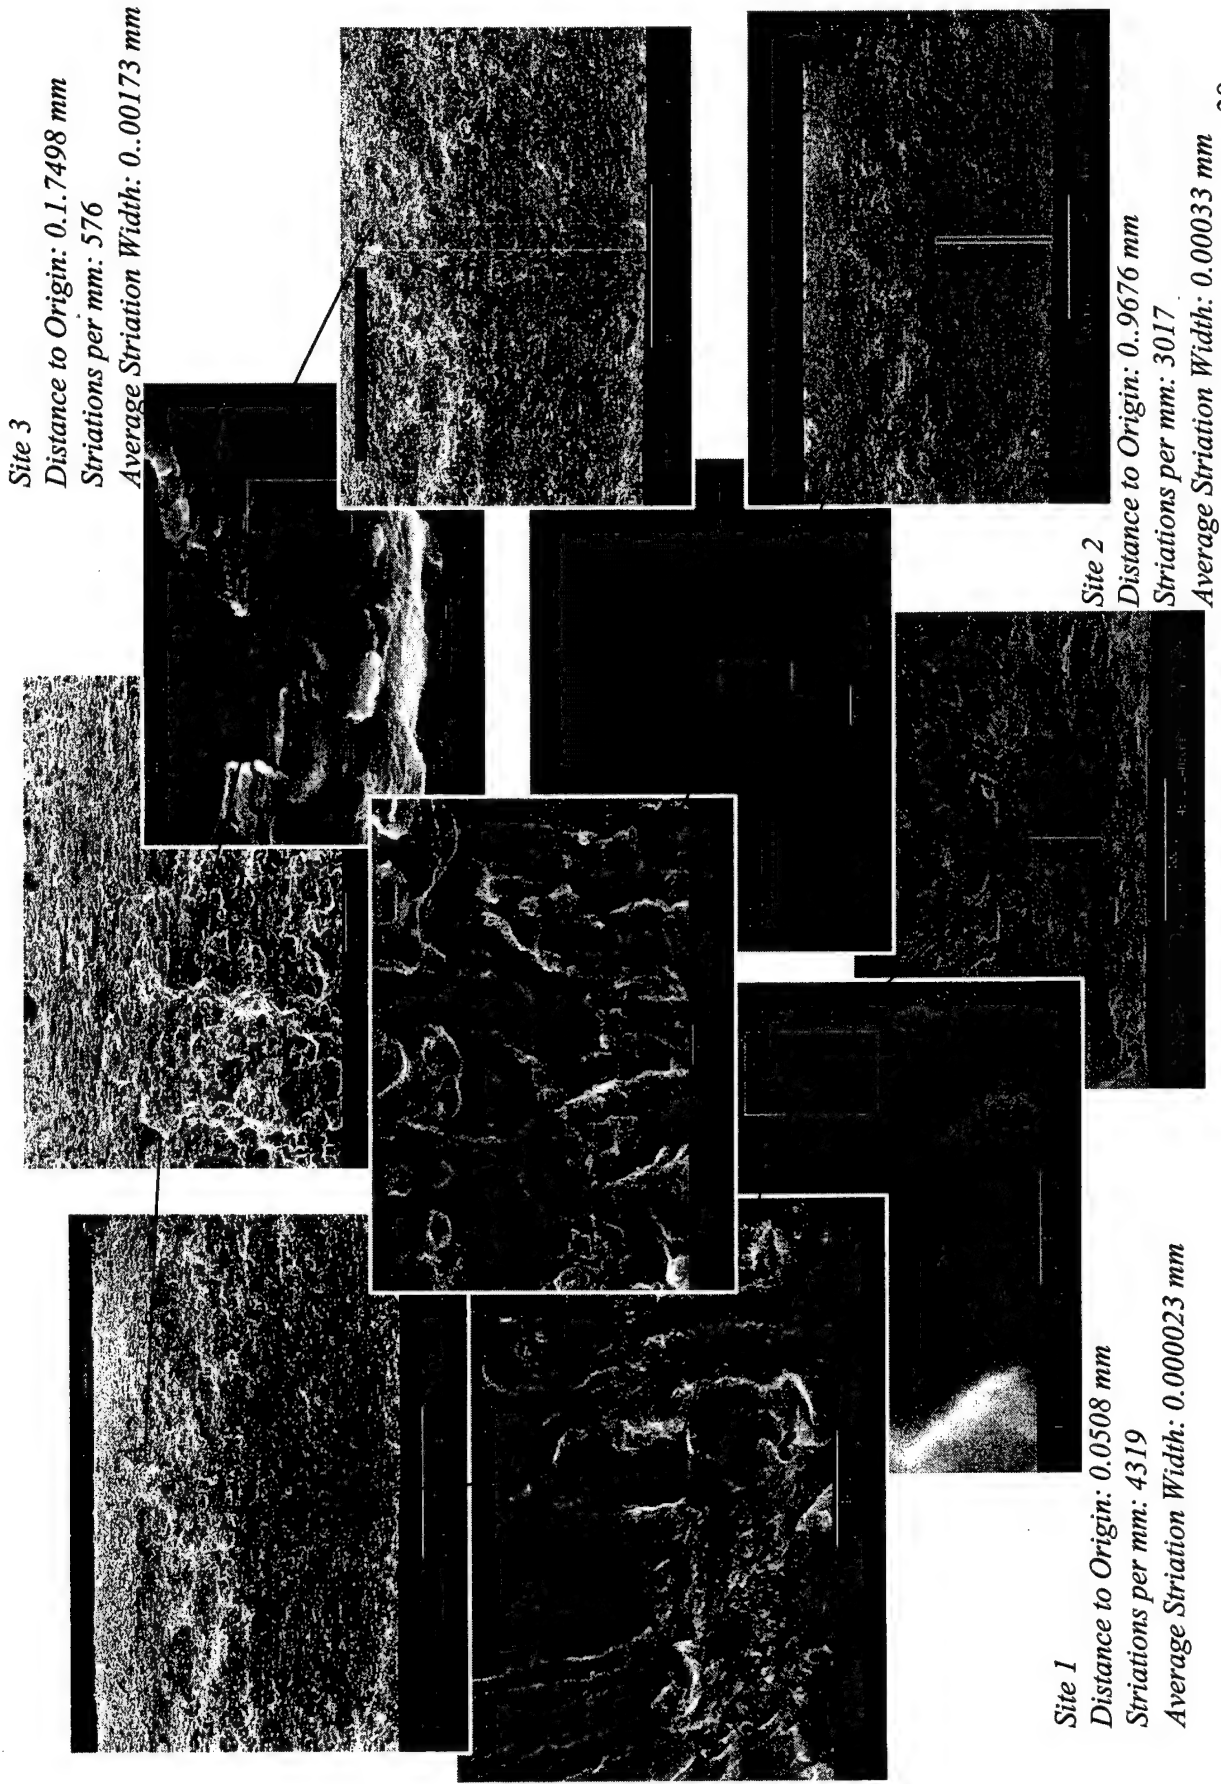 Site 3
Distance to Origin: 0.1.7498 mm
Striations per mm: 576
Average Striation Width: 0..00173 mm
Site 2
Distance to Origin: 0..9676 mm
Striations per mm: 3017
Average Striation Width: 0.00033 mm
Site 1
Distance to Origin: 0.0508 mm
Striations per mm: 4319
Average Striation Width: 0.000023 mm